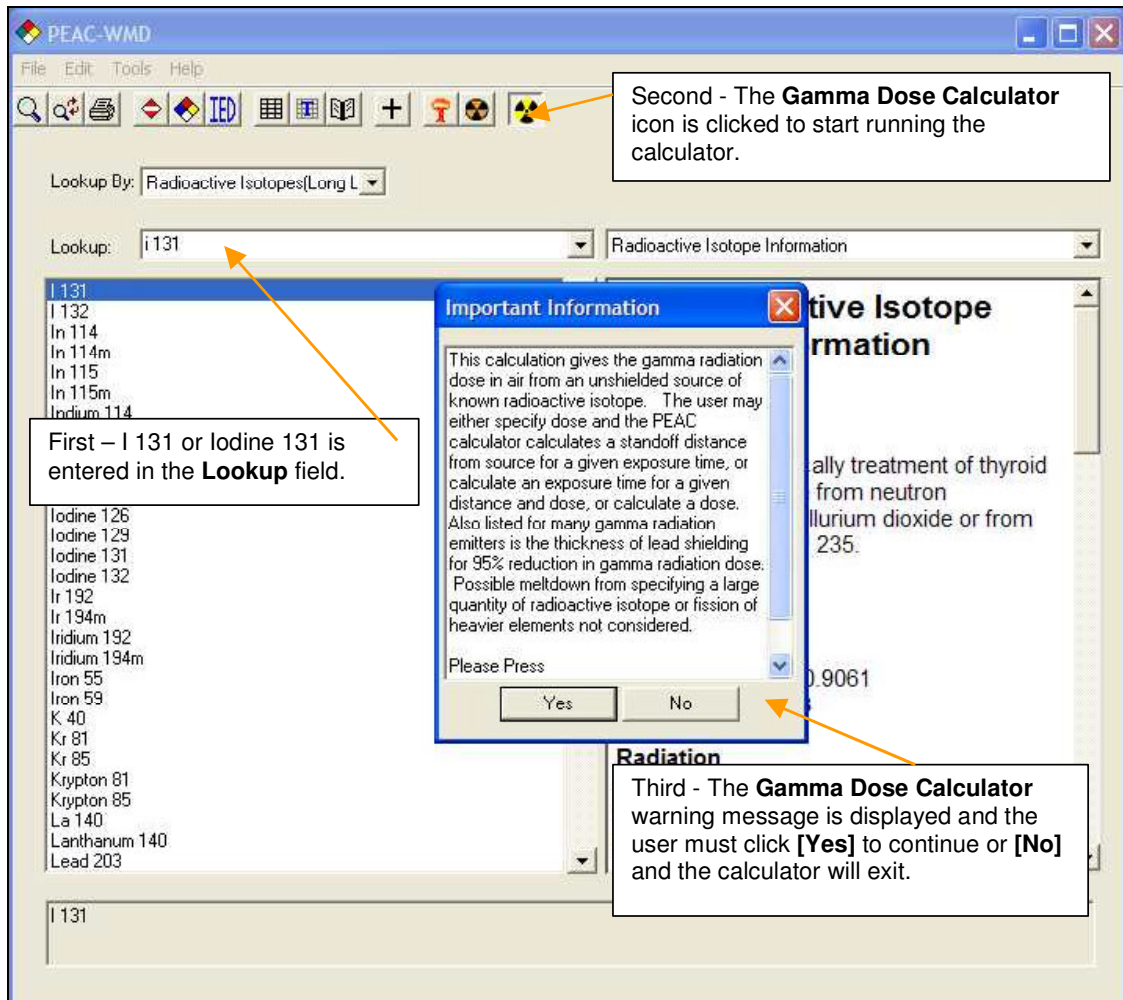 PEAC-WMD
File Edit Tools Help
IED
T
Second - The Gamma Dose Calculator
icon is clicked to start running the
calculator.
Lookup By: Radioactive Isotopes(Long L
Lookup: i 131
Radioactive Isotope Information
I 131
I 132
In 114
In 114m
In 115
In 115m
Indium 114
First – I 131 or Iodine 131 is
entered in the Lookup field.
Iodine 126
Iodine 129
Iodine 131
Iodine 132
Ir 192
Ir 194m
Iridium 192
Iridium 194m
Iron 55
Iron 59
K 40
Kr 81
Kr 85
Krypton 81
Krypton 85
La 140
Lanthanum 140
Lead 203
Important Information
This calculation gives the gamma radiation
dose in air from an unshielded source of
known radioactive isotope. The user may
either specify dose and the PEAC
calculator calculates a standoff distance
from source for a given exposure time, or
calculate an exposure time for a given
distance and dose, or calculate a dose.
Also listed for many gamma radiation
emitters is the thickness of lead shielding
for 95% reduction in gamma radiation dose.
Possible meltdown from specifying a large
quantity of radioactive isotope or fission of
heavier elements not considered.
Please Press
Yes No
tive Isotope
rmation
ally treatment of thyroid
from neutron
llurium dioxide or from
235.
0.9061
Radiation
Third - The Gamma Dose Calculator
warning message is displayed and the
user must click [Yes] to continue or [No]
and the calculator will exit.
I 131